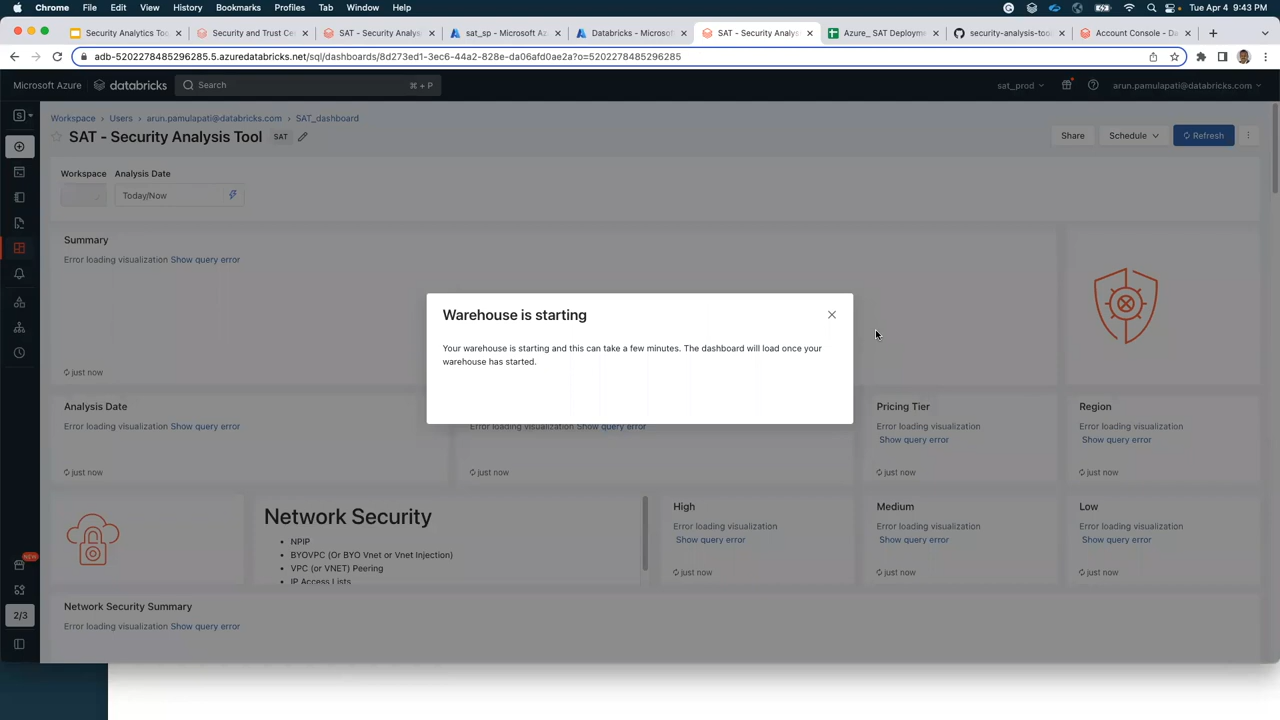 Chrome File Edit View History Bookmarks Profiles Tab Window Help Tue Apr 4 9:43 PM
Security Analytics Too Security and Trust Ce SAT - Security Analys sat_sp - Microsoft Az Databricks - Microsoft SAT - Security Analys Azure_ SAT Deployme security-analysis-too Account Console - Da
adb-5202278485296285.5.azuredatabricks.net/sql/dashboards/8d273ed1-3ec6-44a2-828e-da06afd0ae2a?o=5202278485296285
Microsoft Azure databricks Search ⌘ + P sat_prod arun.pamulapati@databricks.com
Workspace > Users > arun.pamulapati@databricks.com > SAT_dashboard
SAT - Security Analysis Tool SAT Share Schedule Refresh
Workspace Analysis Date
Today/Now
Summary
Error loading visualization Show query error
Warehouse is starting
Your warehouse is starting and this can take a few minutes. The dashboard will load once your
warehouse has started.
just now
Analysis Date Pricing Tier Region
Error loading visualization Show query error Error loading visualization Show query error Error loading visualization Error loading visualization
Show query error Show query error
just now just now just now just now
Network Security High Medium Low
Error loading visualization Error loading visualization Error loading visualization
• NPIP Show query error Show query error Show query error
• BYOVPC (Or BYO Vnet or Vnet Injection)
• VPC (or VNET) Peering just now just now just now
• IP Access Lists
NEW
Network Security Summary
2/3
Error loading visualization Show query error